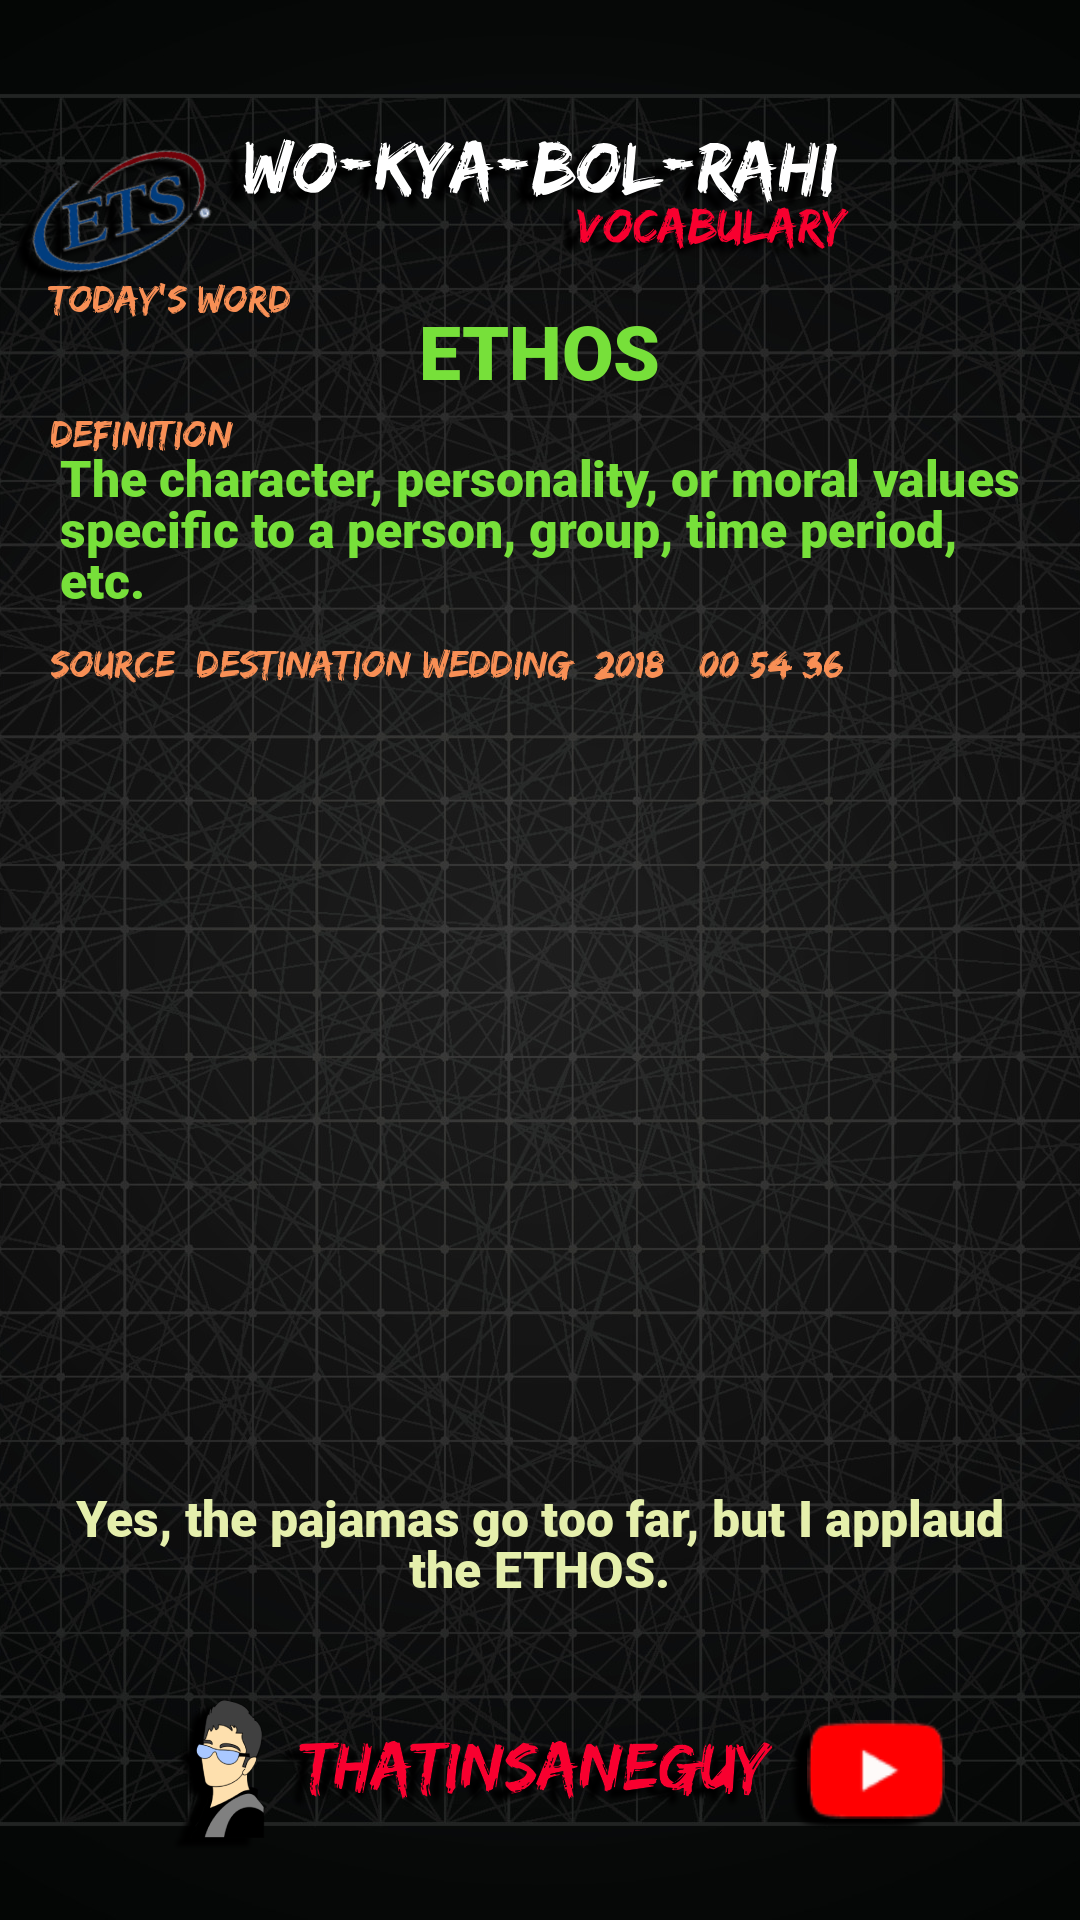 ETS
WO-KYA-BOL-RAHI
VOCABULARY
TODAY'S WORD
ETHOS
DEFINITION
The character, personality, or moral values
specific to a person, group, time period,
etc.
SOURCE DESTINATION WEDDING 2018 00 54 36
Yes, the pajamas go too far, but I applaud
the ETHOS.
THATINSANEGUY